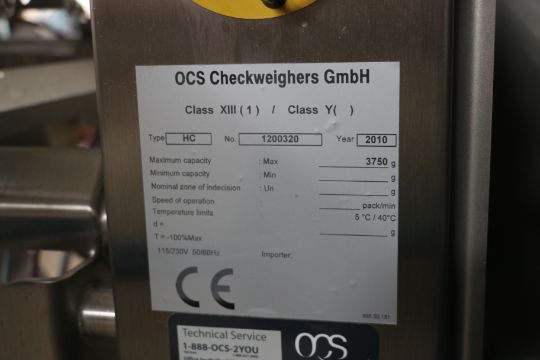 OCS Checkweighers GmbH
Class XIII ( 1 ) / Class Y( )
Type HC No. 1200320 Year 2010
Maximum capacity : Max 3750 g
Minimum capacity : Min g
Nominal zone of indecision : Un g
Speed of operation pack/min
Temperature limits 5 °C / 40°C
d = g
T = -100%Max
115/230V 50/60Hz Importer:
CE
Technical Service
1-888-OCS-2YOU
OCS